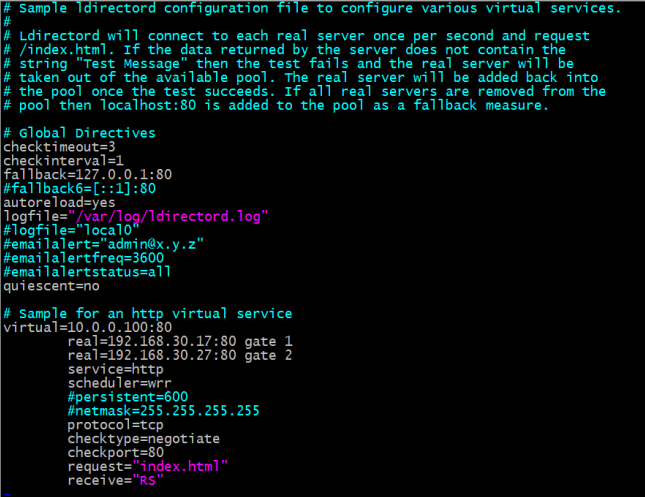 # Sample ldirectord configuration file to configure various virtual services.
#
# Ldirectord will connect to each real server once per second and request
# /index.html. If the data returned by the server does not contain the
# string "Test Message" then the test fails and the real server will be
# taken out of the available pool. The real server will be added back into
# the pool once the test succeeds. If all real servers are removed from the
# pool then localhost:80 is added to the pool as a fallback measure.

# Global Directives
checktimeout=3
checkinterval=1
fallback=127.0.0.1:80
#fallback6=[::1]:80
autoreload=yes
logfile="/var/log/ldirectord.log"
#logfile="local0"
#emailalert="admin@x.y.z"
#emailalertfreq=3600
#emailalertstatus=all
quiescent=no

# Sample for an http virtual service
virtual=10.0.0.100:80
        real=192.168.30.17:80 gate 1
        real=192.168.30.27:80 gate 2
        service=http
        scheduler=wrr
        #persistent=600
        #netmask=255.255.255.255
        protocol=tcp
        checktype=negotiate
        checkport=80
        request="index.html"
        receive="RS"